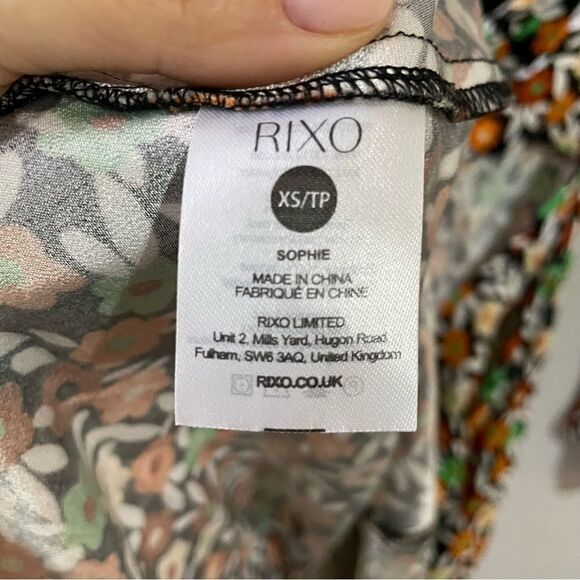 RIXO
XS/TP
SOPHIE
MADE IN CHINA
FABRIQUÉ EN CHINE
RIXO LIMITED
Unit 2, Mills Yard, Hugon Road
Fulham, SW6 3AQ, United Kingdom
RIXO.CO.UK